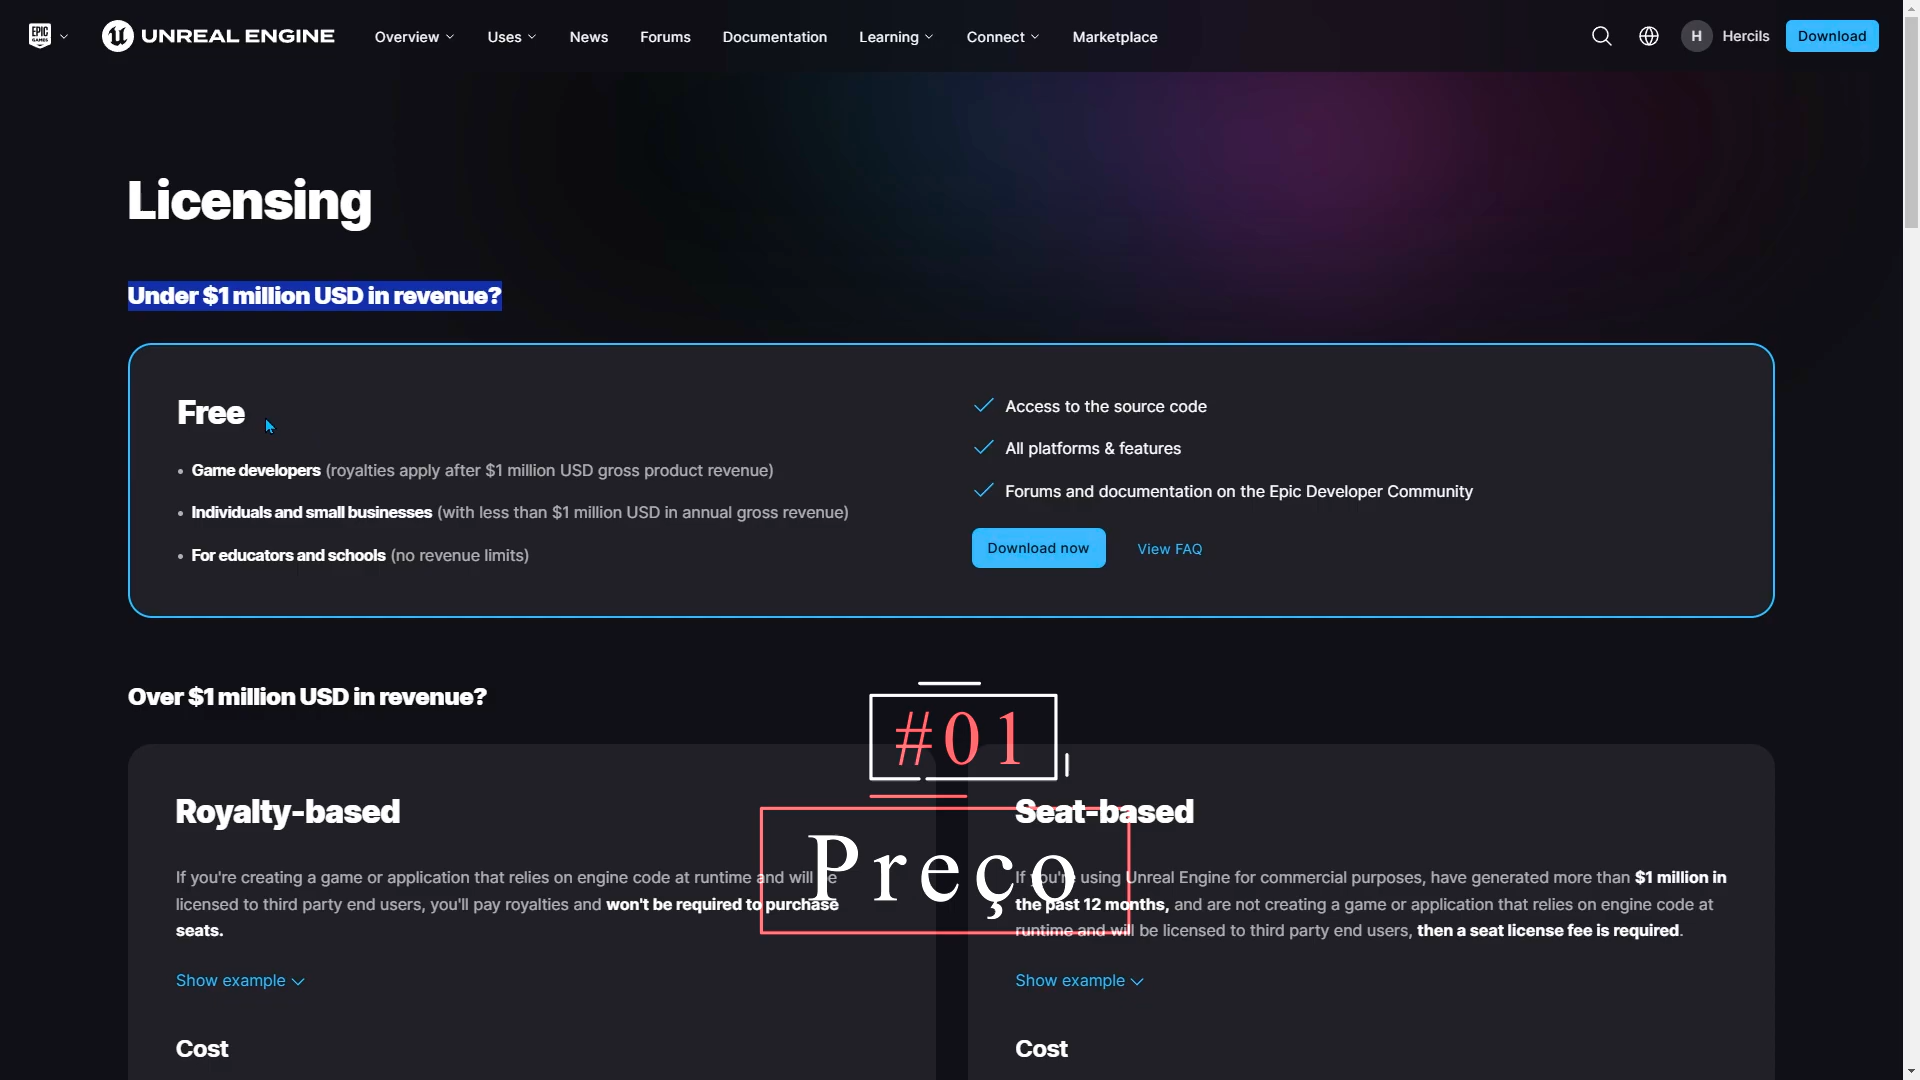 EPIC GAMES
UNREAL ENGINE
Overview
Uses
News
Forums
Documentation
Learning
Connect
Marketplace
H
Hercils
Download
Licensing
Under $1 million USD in revenue?
Free
• Game developers (royalties apply after $1 million USD gross product revenue)
• Individuals and small businesses (with less than $1 million USD in annual gross revenue)
• For educators and schools (no revenue limits)
Access to the source code
All platforms & features
Forums and documentation on the Epic Developer Community
Download now
View FAQ
Over $1 million USD in revenue?
#01
Preço
Royalty-based
If you're creating a game or application that relies on engine code at runtime and will be
licensed to third party end users, you'll pay royalties and won't be required to purchase
seats.
Show example
Cost
Seat-based
If you're using Unreal Engine for commercial purposes, have generated more than $1 million in
the past 12 months, and are not creating a game or application that relies on engine code at
runtime and will be licensed to third party end users, then a seat license fee is required.
Show example
Cost